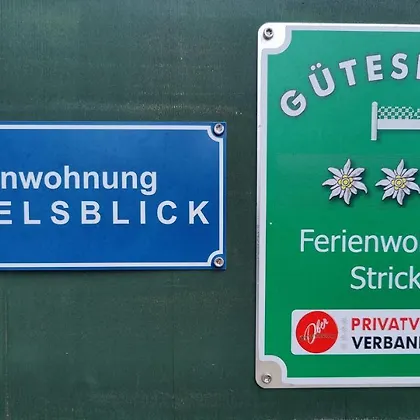 nwohnung
ELSBLICK
GÜTES
Ferienwo
Strick
PRIVATV
VERBAN